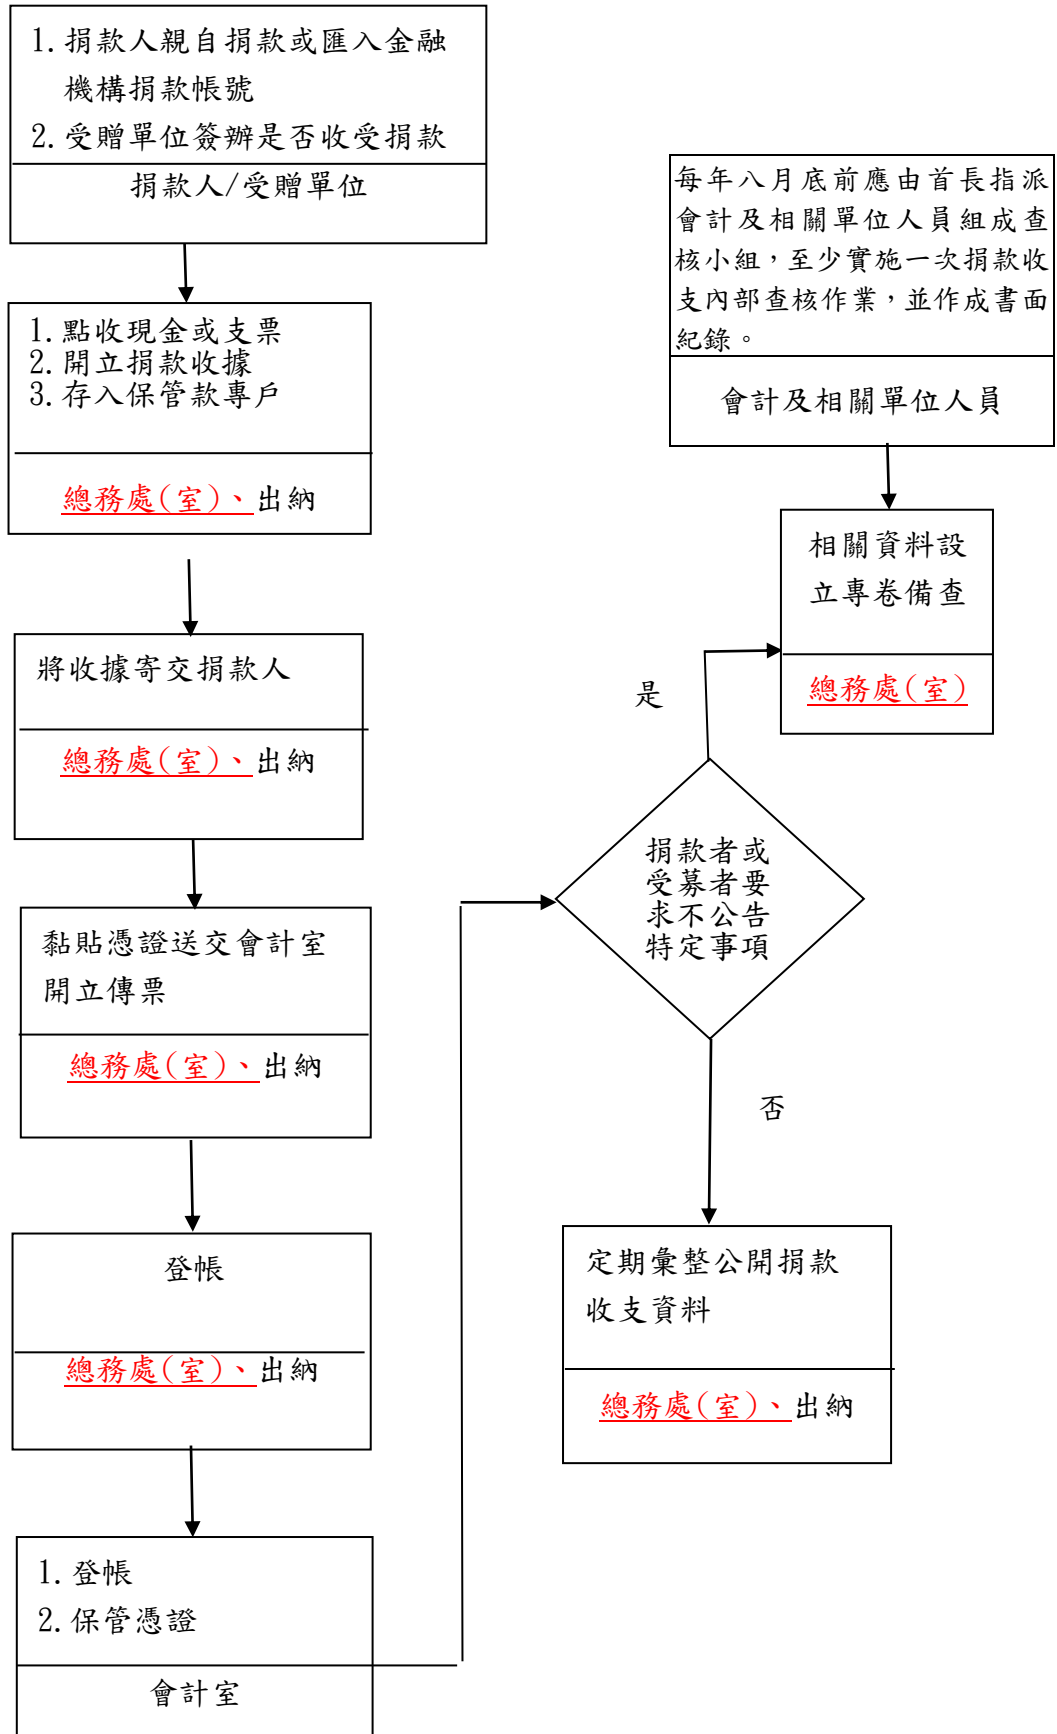 1. 捐款人親自捐款或匯入金融
機構捐款帳號
2. 受贈單位簽辦是否收受捐款
捐款人/受贈單位
1. 點收現金或支票
2. 開立捐款收據
3. 存入保管款專戶
總務處(室)、出納
將收據寄交捐款人
總務處(室)、出納
黏貼憑證送交會計室
開立傳票
總務處(室)、出納
登帳
總務處(室)、出納
1. 登帳
2. 保管憑證
會計室
每年八月底前應由首長指派
會計及相關單位人員組成查
核小組，至少實施一次捐款收
支內部查核作業，並作成書面
紀錄。
會計及相關單位人員
相關資料設
立專卷備查
總務處(室)
是
捐款者或
受募者要
求不公告
特定事項
否
定期彙整公開捐款
收支資料
總務處(室)、出納